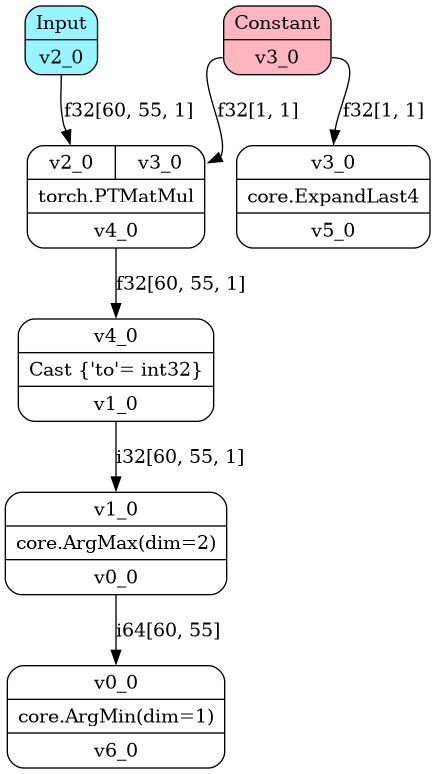 Input
v2_0
Constant
v3_0
f32[60, 55, 1]
f32[1, 1]
f32[1, 1]
v2_0 v3_0
torch.PTMatMul
v4_0
v3_0
core.ExpandLast4
v5_0
f32[60, 55, 1]
v4_0
Cast {'to'= int32}
v1_0
i32[60, 55, 1]
v1_0
core.ArgMax(dim=2)
v0_0
i64[60, 55]
v0_0
core.ArgMin(dim=1)
v6_0